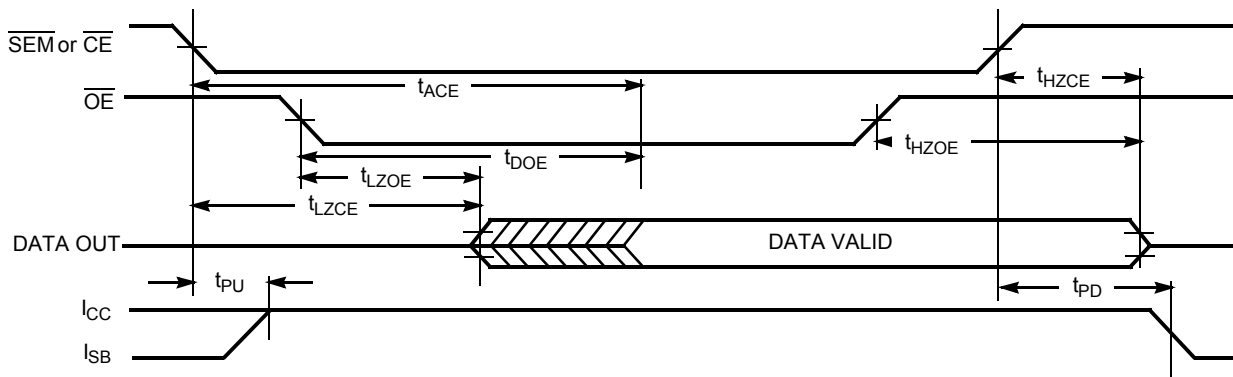 SEM or CE
tACE
tHZCE
OE
tHZOE
tDOE
tLZOE
tLZCE
DATA OUT
DATA VALID
tPU
tPD
ICC
ISB